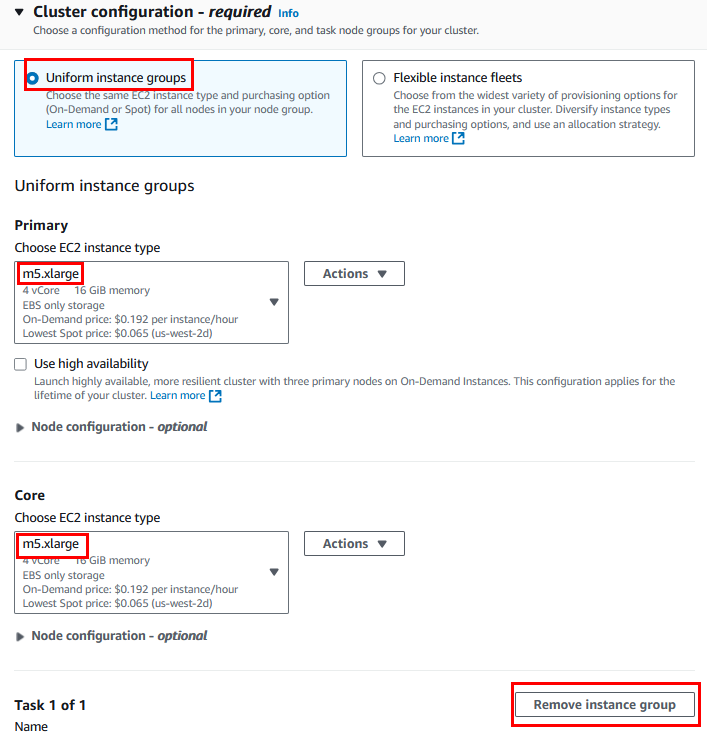 Cluster configuration - required Info
Choose a configuration method for the primary, core, and task node groups for your cluster.
Uniform instance groups
Choose the same EC2 instance type and purchasing option
(On-Demand or Spot) for all nodes in your node group.
Learn more
Flexible instance fleets
Choose from the widest variety of provisioning options for
the EC2 instances in your cluster. Diversify instance types
and purchasing options, and use an allocation strategy.
Learn more
Uniform instance groups
Primary
Choose EC2 instance type
m5.xlarge
4 vCore 16 GiB memory
EBS only storage
On-Demand price: $0.192 per instance/hour
Lowest Spot price: $0.065 (us-west-2d)
Actions
Use high availability
Launch highly available, more resilient cluster with three primary nodes on On-Demand Instances. This configuration applies for the
lifetime of your cluster. Learn more
Node configuration - optional
Core
Choose EC2 instance type
m5.xlarge
4 vCore 16 GiB memory
EBS only storage
On-Demand price: $0.192 per instance/hour
Lowest Spot price: $0.065 (us-west-2d)
Actions
Node configuration - optional
Task 1 of 1
Remove instance group
Name